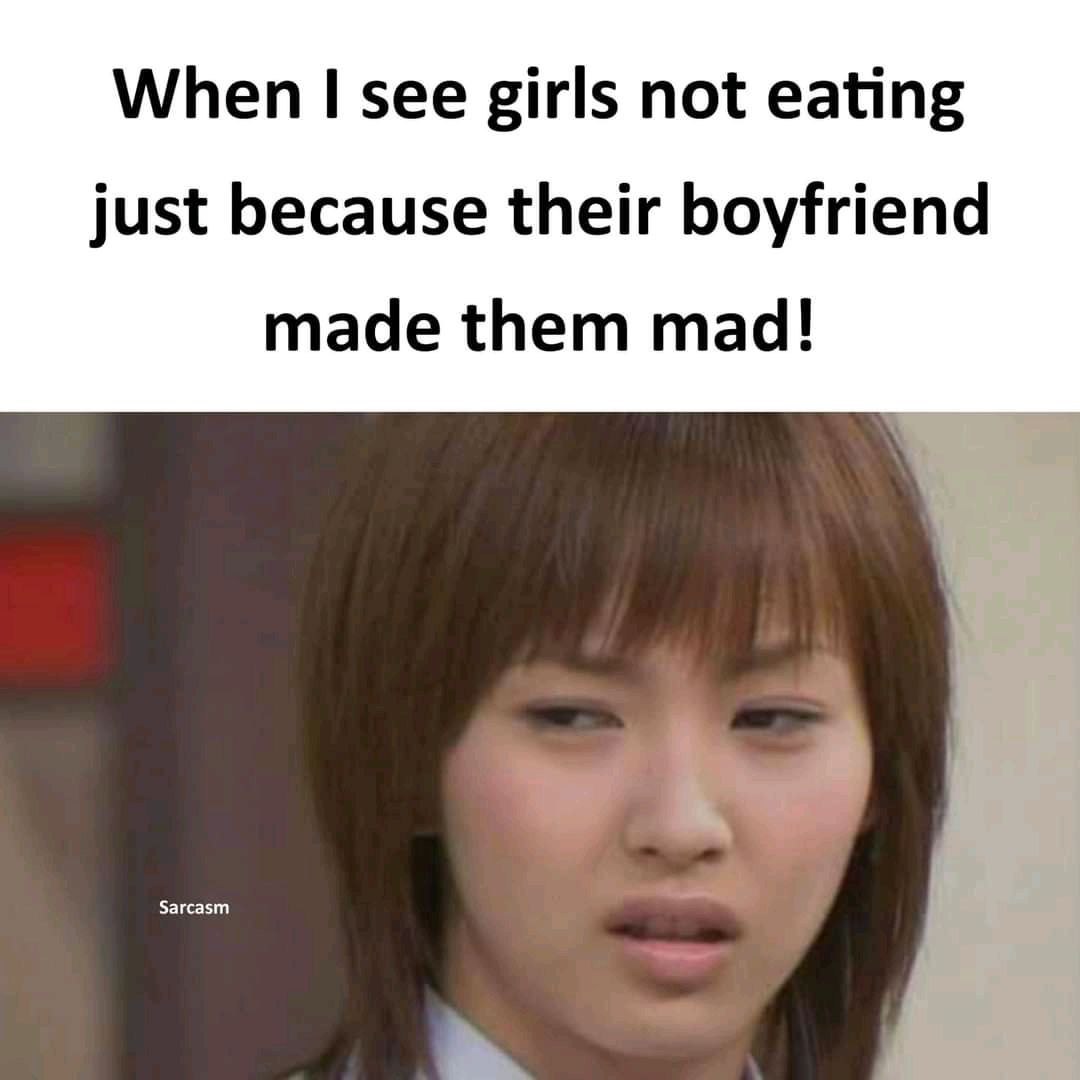 When I see girls not eating
just because their boyfriend
made them mad!
Sarcasm